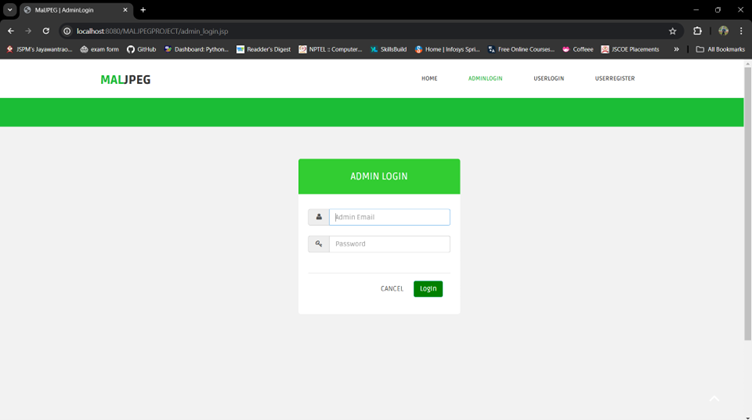 MalJPEG | AdminLogin
localhost:8080/MALJPEGPROJECT/admin_login.jsp
JSPM's Jayawantrao... exam form GitHub Dashboard: Python... Readder's Digest NPTEL :: Computer... SkillsBuild Home | Infosys Sprin... Free Online Courses... Coffeee JSCOE Placements » All Bookmarks
MALJPEG HOME ADMINLOGIN USERLOGIN USERREGISTER
ADMIN LOGIN
Admin Email
Password
CANCEL Login